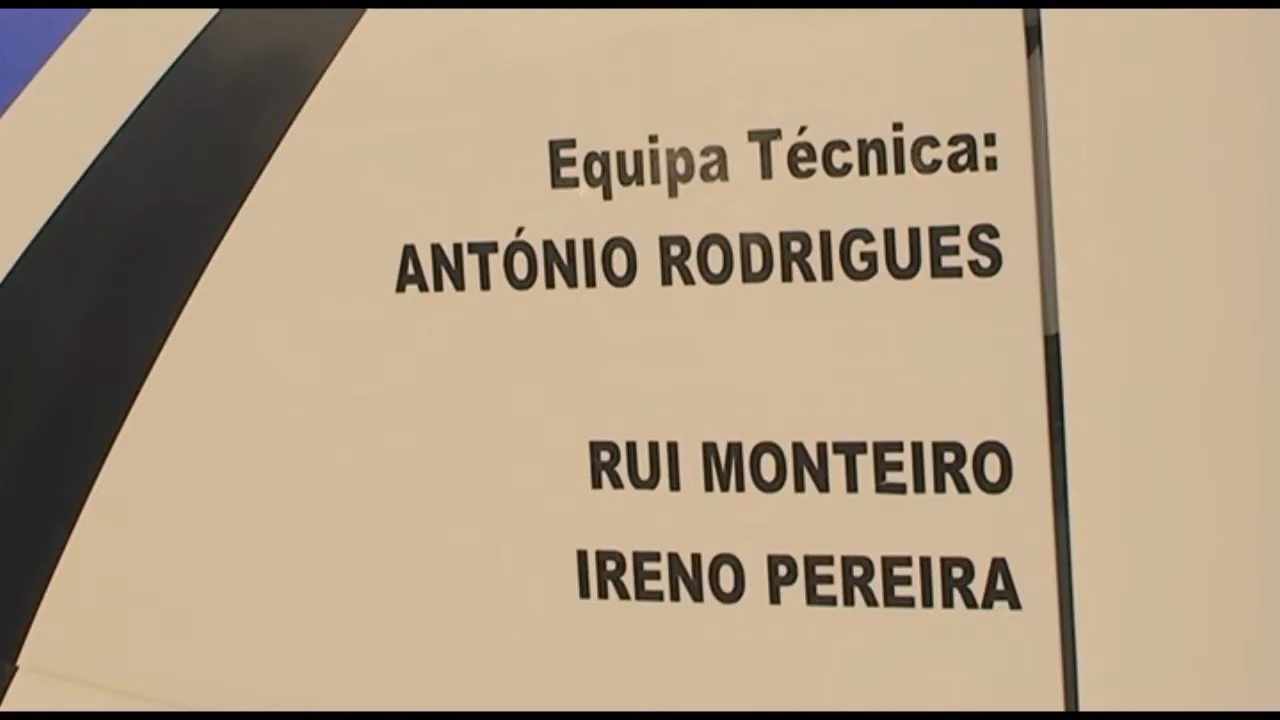 Equipa Técnica:
ANTÓNIO RODRIGUES
RUI MONTEIRO
IRENO PEREIRA